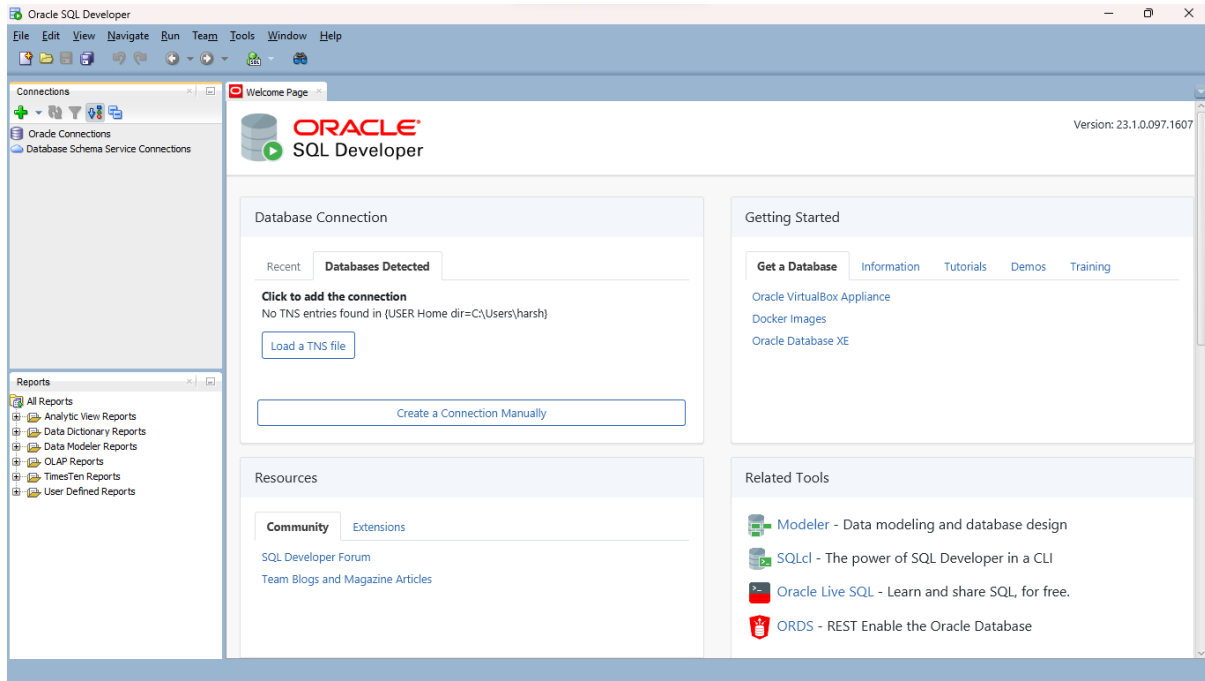 Oracle SQL Developer
File Edit View Navigate Run Team Tools Window Help
SQL
Connections
Oracle Connections
Database Schema Service Connections
Reports
All Reports
Analytic View Reports
Data Dictionary Reports
Data Modeler Reports
OLAP Reports
TimesTen Reports
User Defined Reports
Welcome Page
ORACLE
SQL Developer
Version: 23.1.0.097.1607
Database Connection
Recent Databases Detected
Click to add the connection
No TNS entries found in {USER Home dir=C:\Users\harsh}
Load a TNS file
Create a Connection Manually
Getting Started
Get a Database Information Tutorials Demos Training
Oracle VirtualBox Appliance
Docker Images
Oracle Database XE
Resources
Community Extensions
SQL Developer Forum
Team Blogs and Magazine Articles
Related Tools
Modeler - Data modeling and database design
SQLcl - The power of SQL Developer in a CLI
Oracle Live SQL - Learn and share SQL, for free.
ORDS - REST Enable the Oracle Database